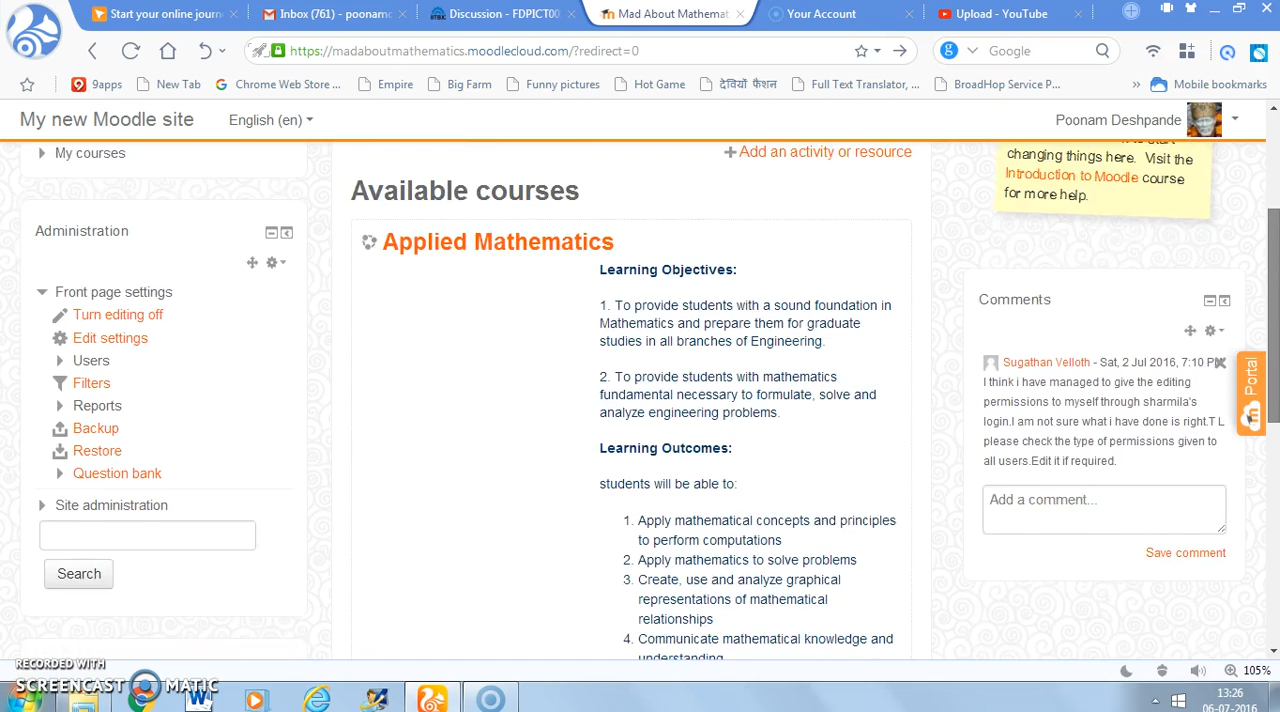 Start your online journ
Inbox (761) – poonamc
Discussion - FDPICT00
Mad About Mathemat
Your Account
Upload - YouTube
https://madaboutmathematics.moodlecloud.com/?redirect=0
Google
9apps
New Tab
Chrome Web Store ...
Empire
Big Farm
Funny pictures
Hot Game
देवियों फैशन
Full Text Translator, ...
BroadHop Service P...
Mobile bookmarks
My new Moodle site
English (en)
Poonam Deshpande
My courses
Administration
Front page settings
Turn editing off
Edit settings
Users
Filters
Reports
Backup
Restore
Question bank
Site administration
Search
Add an activity or resource
Available courses
Applied Mathematics
Learning Objectives:
1. To provide students with a sound foundation in
Mathematics and prepare them for graduate
studies in all branches of Engineering.
2. To provide students with mathematics
fundamental necessary to formulate, solve and
analyze engineering problems.
Learning Outcomes:
students will be able to:
1. Apply mathematical concepts and principles
to perform computations
2. Apply mathematics to solve problems
3. Create, use and analyze graphical
representations of mathematical
relationships
4. Communicate mathematical knowledge and
understanding
changing things here. Visit the
Introduction to Moodle course
for more help.
Comments
Sugathan Velloth - Sat, 2 Jul 2016, 7:10 PM
I think i have managed to give the editing
permissions to myself through sharmila's
login.I am not sure what i have done is right.T L
please check the type of permissions given to
all users.Edit it if required.
Add a comment...
Save comment
Portal
105%
RECORDED WITH
SCREENCAST MATIC
13:26
06-07-2016